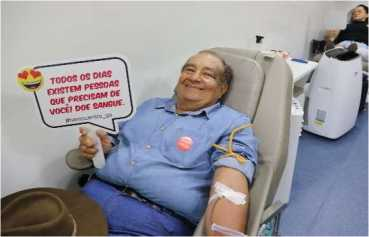 TODOS OS DIAS
EXISTEM PESSOAS
QUE PRECISAM DE
VOCÊ! DOE SANGUE.